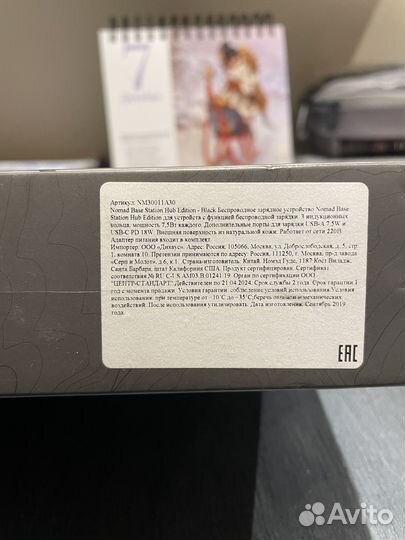 7
Артикул: NM30011A30
Nomad Base Station Hub Edition - Black Беспроводное зарядное устройство Nomad Base
Station Hub Edition для устройств с функцией беспроводной зарядки. 3 индукционных
кольца: мощность 7,5Вт каждого. Дополнительные порты для зарядки USB-A 7.5W и
USB-C PD 18W. Внешняя поверхность из натуральной кожи. Работает от сети 220В.
Адаптер питания входит в комплект.
Импортер: ООО Адрес: Россия, 105066, Москва, ул. Доброслободская, д. 5, стр
1, комната 10. Претензии принимаются по адресу: Россия, 111250, г. Москва, пр-д завода
«Серп и Молот», д.6, к.1. Страна-изготовитель: Китай. Гудс, 1187 Кост Виладж,
Санта Барбара, штат Калифорния США. Продукт сертифицирован. Сертификат
соответствия № RU С- Орган по сертификации ООО
"ЦЕНТР-СТАНДАРТ" Действителен по 21.04.2024. Срок службы 2 года. Срок гарантии 1
год с момента продажи. Условия гарантии: соблюдение условий использования. Условия
использования: при температуре от -10˚С до +35˚С, беречь от влаги и механических
воздействий. После использования утилизировать. Дата изготовления: Сентябрь 2019
года.
EAC
Avito